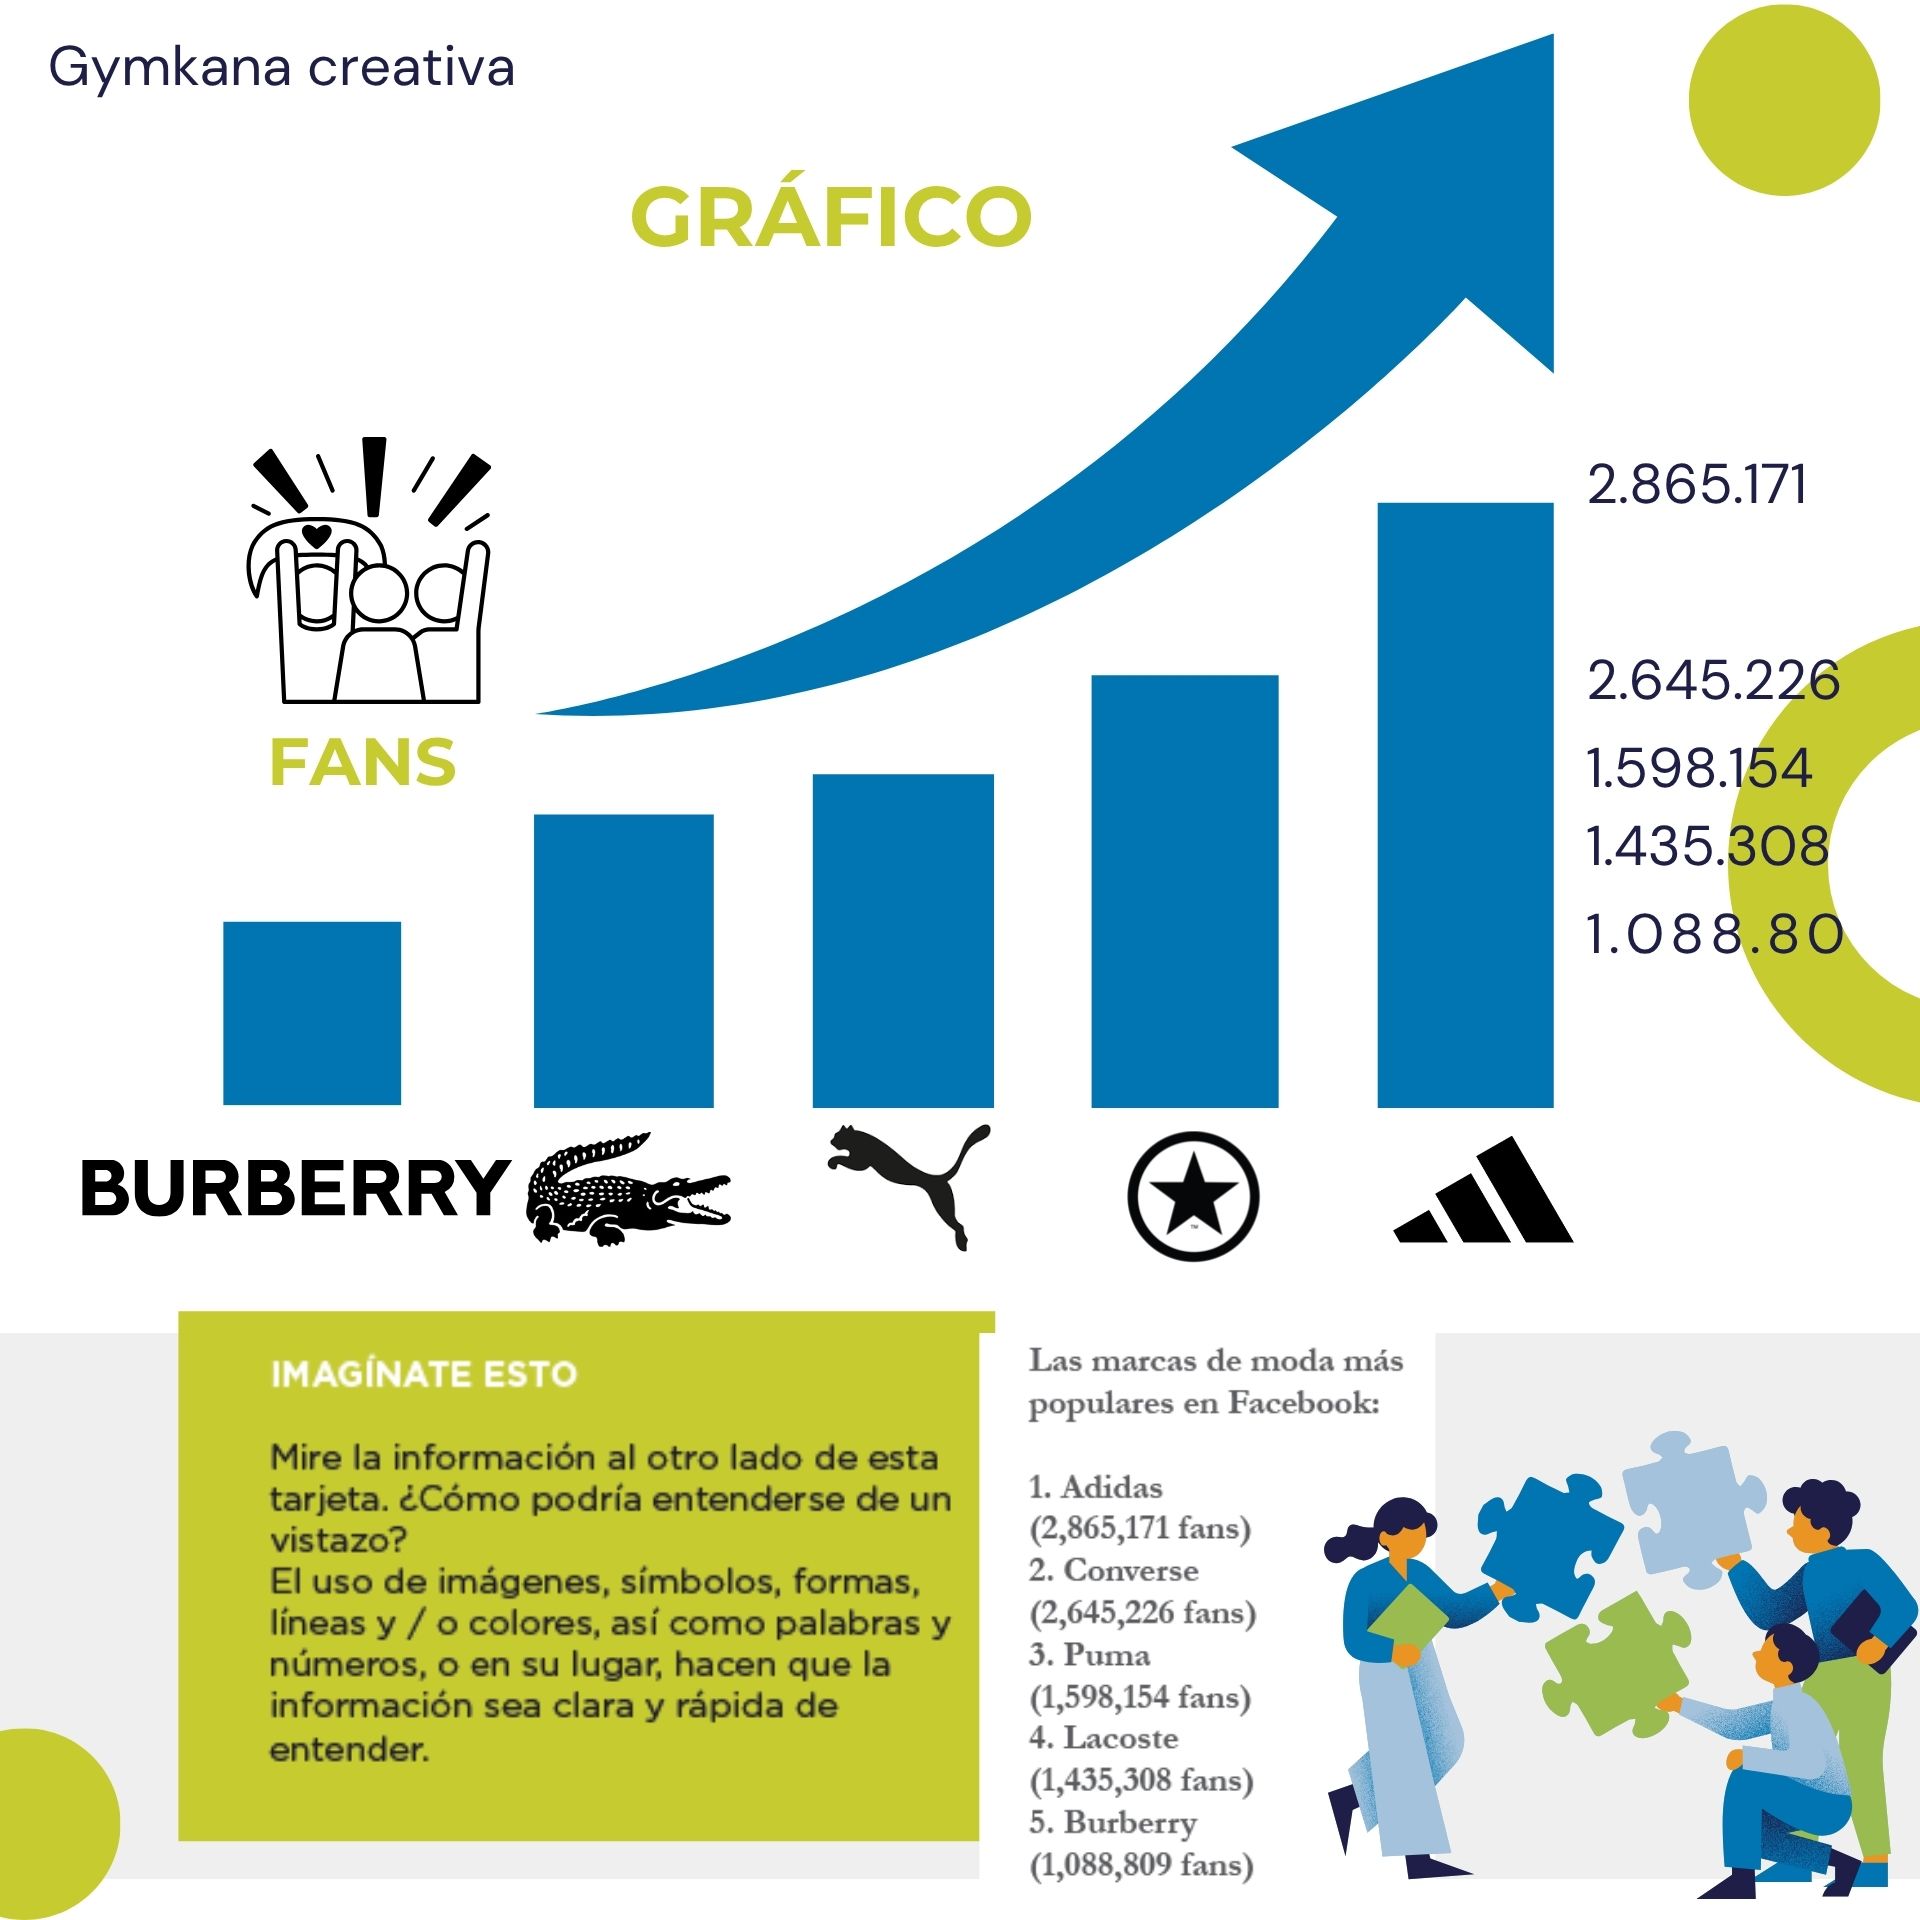 Gymkana creativa
GRÁFICO
FANS
2.865.171
2.645.226
1.598.154
1.435.308
1.088.80
BURBERRY
TM
IMAGÍNATE ESTO
Mire la información al otro lado de esta
tarjeta. ¿Cómo podría entenderse de un
vistazo?
El uso de imágenes, símbolos, formas,
líneas y / o colores, así como palabras y
números, o en su lugar, hacen que la
información sea clara y rápida de
entender.
Las marcas de moda más
populares en Facebook:
1. Adidas
(2,865,171 fans)
2. Converse
(2,645,226 fans)
3. Puma
(1,598,154 fans)
4. Lacoste
(1,435,308 fans)
5. Burberry
(1,088,809 fans)